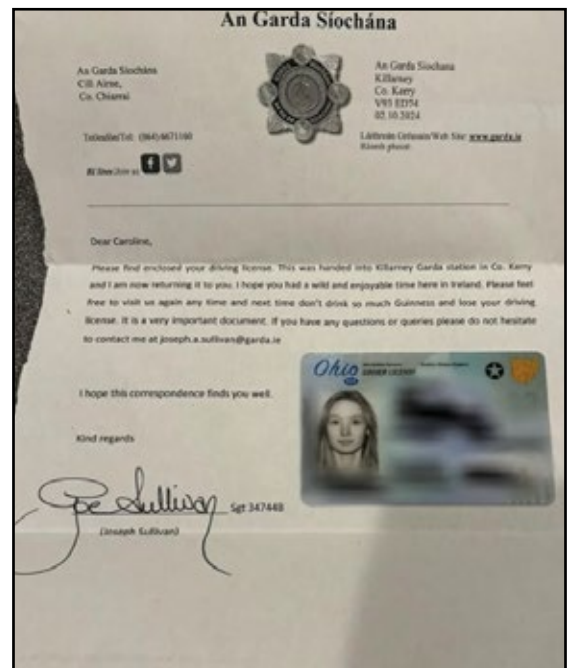 An Garda Síochána
An Garda Síochána
Cill Airne,
Co. Chiarraí
Teileafón/Tel: (064) 6671160
Bí linn/Join us
An Garda Síochána
Killarney
Co. Kerry
V93 ED74
02.10.2024
Láithreán Gréasáin/Web Site: www.garda.ie
Dear Caroline,
Please find enclosed your driving license. This was handed into Killarney Garda station in Co. Kerry
and I am now returning it to you. I hope you had a wild and enjoyable time here in Ireland. Please feel
free to visit us again any time and next time don't drink so much Guinness and lose your driving
license. It is a very important document. If you have any questions or queries please do not hesitate
to contact me at joseph.a.sullivan@garda.ie
I hope this correspondence finds you well.
Kind regards
Joe Sullivan Sgt 34744B
(Joseph Sullivan)
Ohio
DRIVER LICENSE